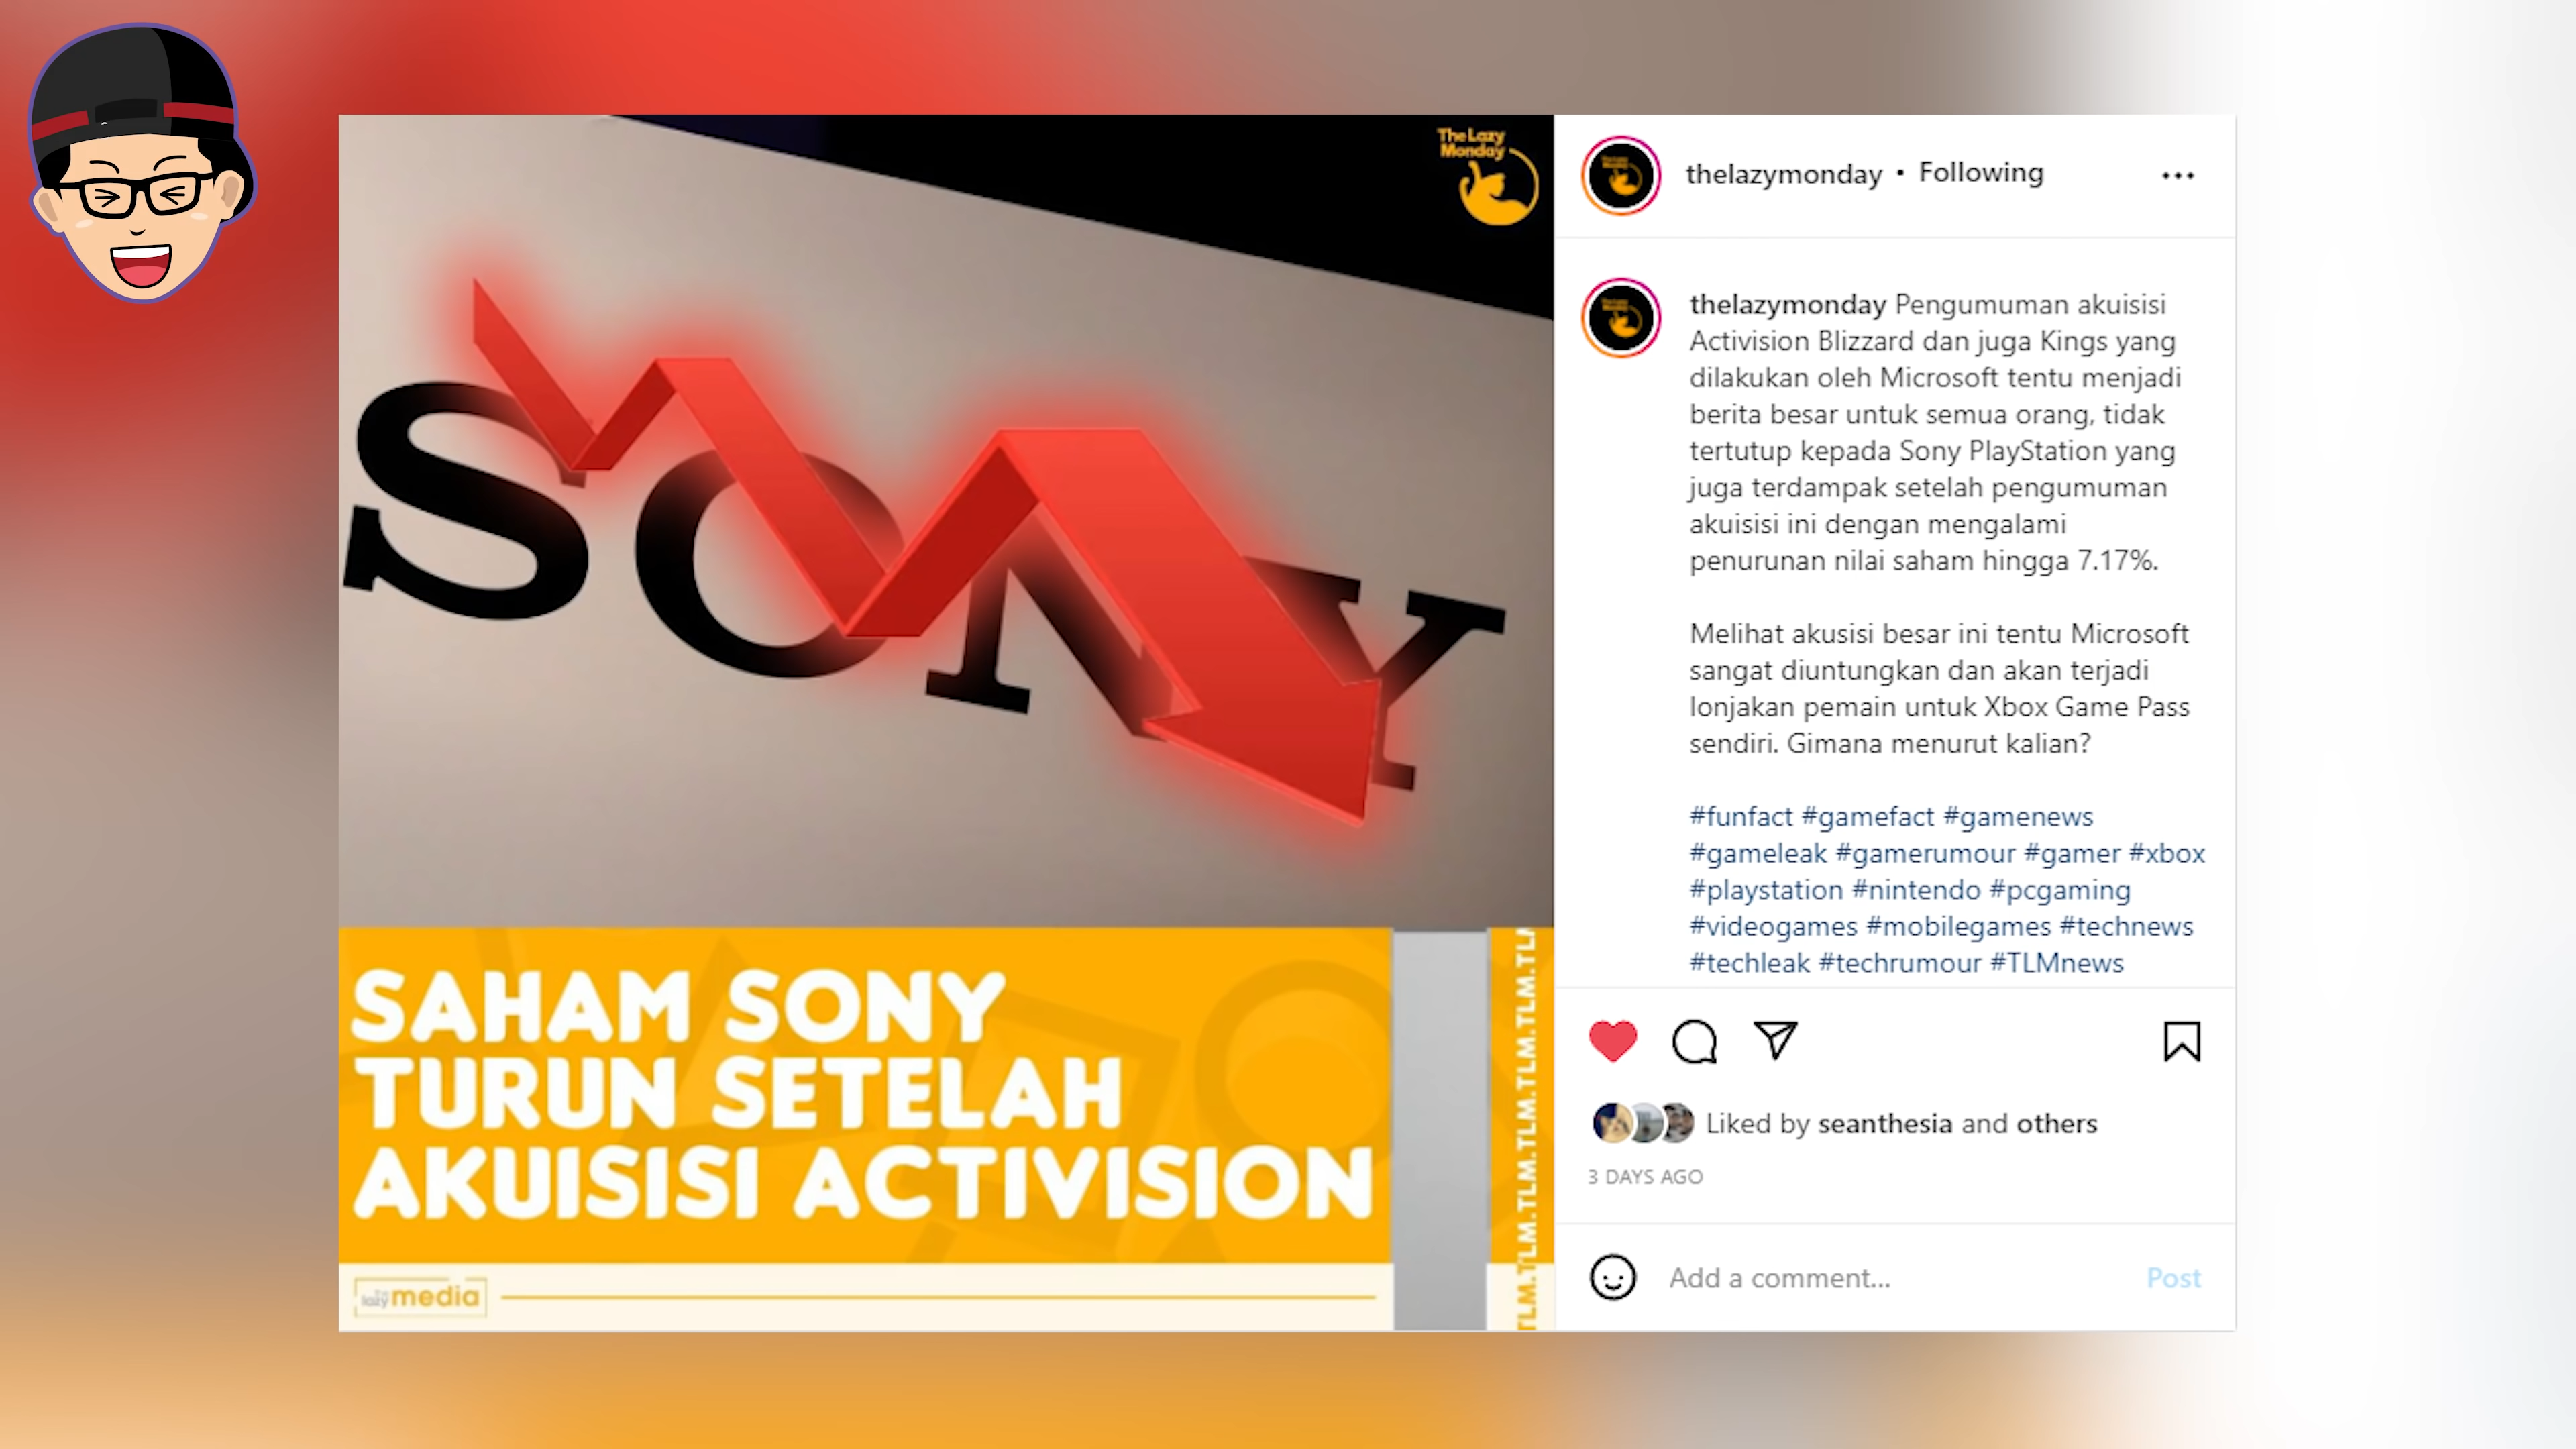 The Lazy
Monday
SONY
SAHAM SONY
TURUN SETELAH
AKUISISI ACTIVISION
TLM.TLM.TLM.TLM.TLM.TLM.TLM
lazy media
thelazymonday • Following
thelazymonday Pengumuman akuisisi
Activision Blizzard dan juga Kings yang
dilakukan oleh Microsoft tentu menjadi
berita besar untuk semua orang, tidak
tertutup kepada Sony PlayStation yang
juga terdampak setelah pengumuman
akuisisi ini dengan mengalami
penurunan nilai saham hingga 7.17%.
Melihat akusisi besar ini tentu Microsoft
sangat diuntungkan dan akan terjadi
lonjakan pemain untuk Xbox Game Pass
sendiri. Gimana menurut kalian?
#funfact #gamefact #gamenews
#gameleak #gamerumour #gamer #xbox
#playstation #nintendo #pcgaming
#videogames #mobilegames #technews
#techleak #techrumour #TLMnews
Liked by seanthesia and others
3 DAYS AGO
Add a comment...
Post